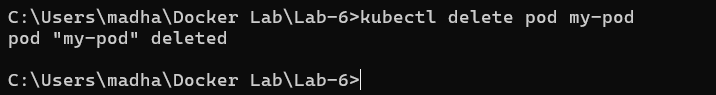 C:\Users\madha\Docker Lab\Lab-6>kubectl delete pod my-pod
pod "my-pod" deleted
C:\Users\madha\Docker Lab\Lab-6>